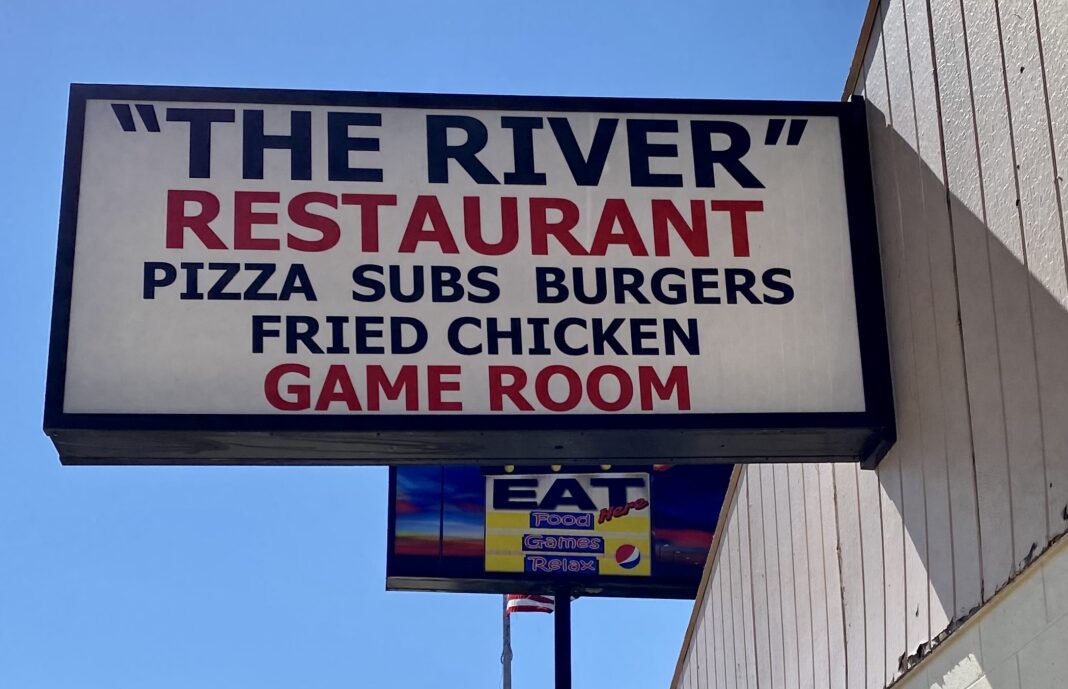 "THE RIVER"
RESTAURANT
PIZZA SUBS BURGERS
FRIED CHICKEN
GAME ROOM
EAT
Here
Food
Games
Relax